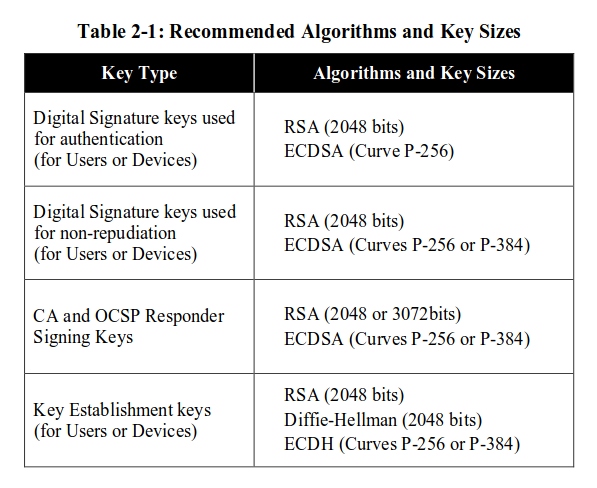 Table 2-1: Recommended Algorithms and Key Sizes
Key Type
Algorithms and Key Sizes
Digital Signature keys used
for authentication
(for Users or Devices)
RSA (2048 bits)
ECDSA (Curve P-256)
Digital Signature keys used
for non-repudiation
(for Users or Devices)
RSA (2048 bits)
ECDSA (Curves P-256 or P-384)
CA and OCSP Responder
Signing Keys
RSA (2048 or 3072bits)
ECDSA (Curves P-256 or P-384)
Key Establishment keys
(for Users or Devices)
RSA (2048 bits)
Diffie-Hellman (2048 bits)
ECDH (Curves P-256 or P-384)